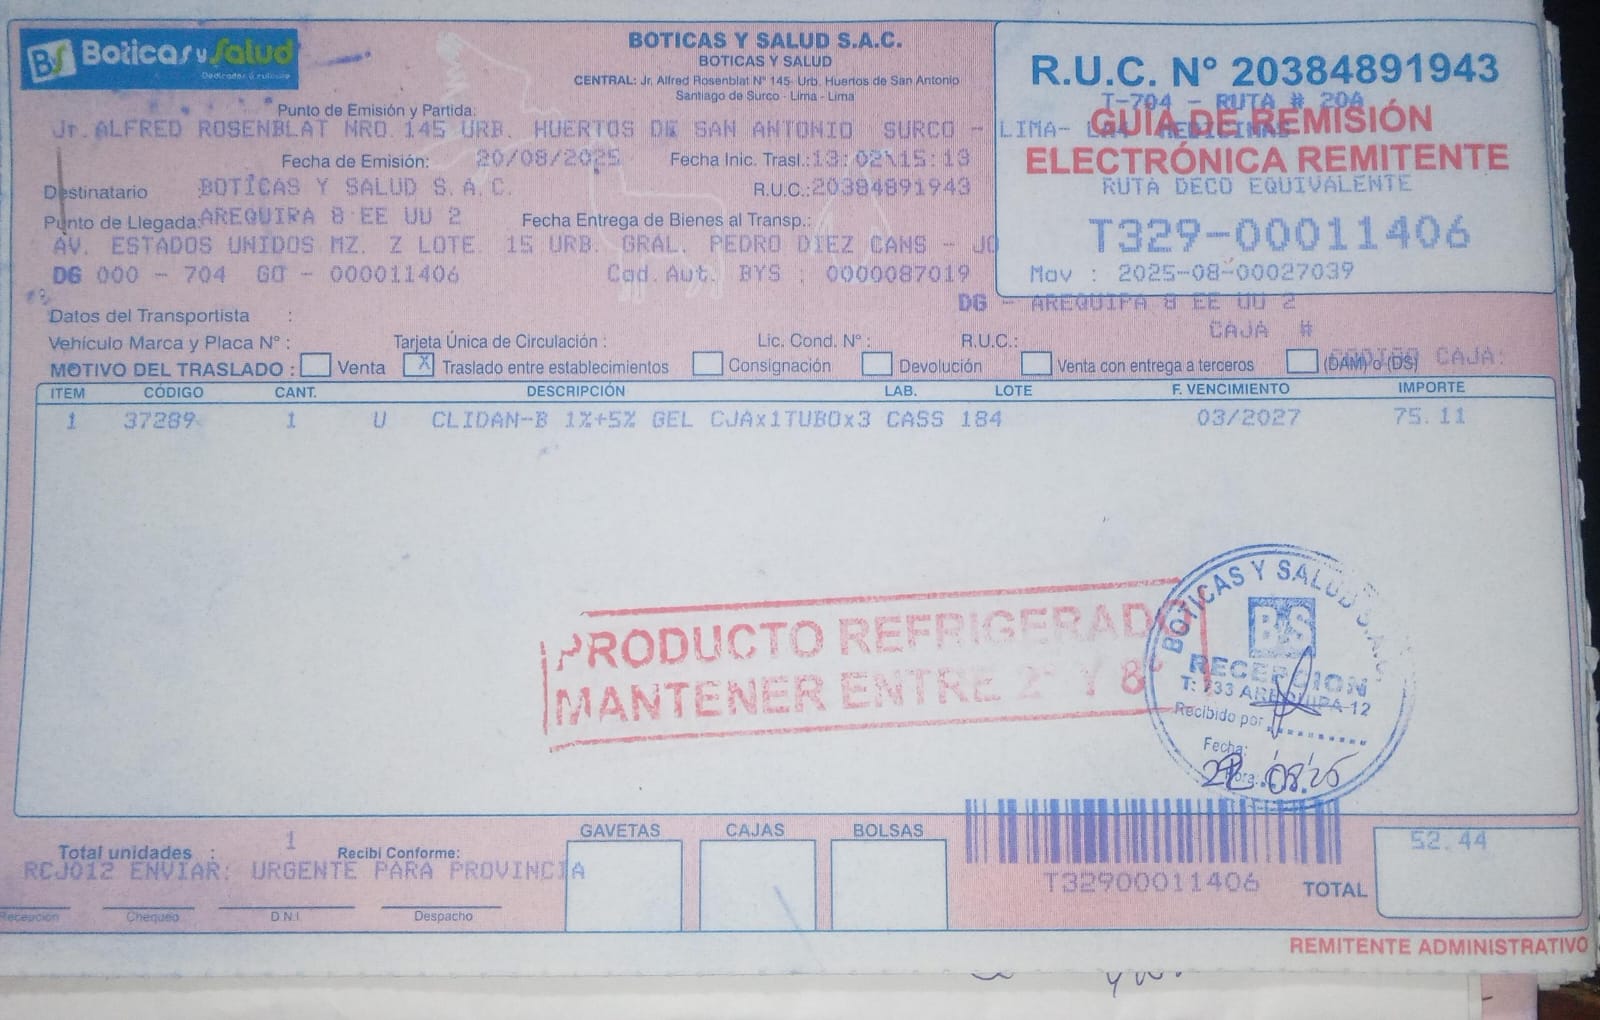 BS Boticas y Salud
BOTICAS Y SALUD S.A.C.
BOTICAS Y SALUD
CENTRAL: Jr. Alfred Rosenblat N° 145- Urb. Huertos de San Antonio
Santiago de Surco - Lima - Lima
R.U.C. N° 20384891943
T-704 - RUTA # 20A
GUÍA DE REMISIÓN
ELECTRÓNICA REMITENTE
RUTA DECO EQUIVALENTE
T329-00011406
Mov : 2025-08-00027039
Punto de Emisión y Partida:
Jr. ALFRED ROSENBLAT NRO. 145 URB. HUERTOS DE SAN ANTONIO SURCO - LIMA-
Fecha de Emisión: 20/08/2025 Fecha Inic. Trasl.: 13:02\15:13
Destinatario BOTICAS Y SALUD S.A.C. R.U.C.: 20384891943
Punto de Llegada: AREQUIPA 8 EE UU 2 Fecha Entrega de Bienes al Transp.:
AV. ESTADOS UNIDOS MZ. Z LOTE. 15 URB. GRAL. PEDRO DIEZ CANS - JO
DG 000 - 704 GO - 000011406 Cod.Aut. BYS : 0000087019
DG - AREQUIPA 8 EE UU 2
Datos del Transportista :
CAJA #
Vehículo Marca y Placa N° : Tarjeta Única de Circulación : Lic. Cond. N° : R.U.C.:
MOTIVO DEL TRASLADO : Venta X Traslado entre establecimientos Consignación Devolución Venta con entrega a terceros (DAM) o (DS) CAJA:
ITEM CÓDIGO CANT. DESCRIPCIÓN LAB. LOTE F. VENCIMIENTO IMPORTE
1 37289 1 U CLIDAN-B 1%+5% GEL CJAx1TUBOx3 CASS 184 03/2027 75.11
PRODUCTO REFRIGERADO
MANTENER ENTRE 2° Y 8°
BOTICAS Y SALUD S.A.C.
B&S
RECEPCION
T: 733 AREQUIPA-12
Recibido por
Fecha:
Hora:
.08.25
Total unidades : 1 Recibí Conforme:
RCJ012 ENVIAR: URGENTE PARA PROVINCIA
Recepción Chequeo D.N.I. Despacho
GAVETAS CAJAS BOLSAS
T32900011406
TOTAL 52.44
REMITENTE ADMINISTRATIVO